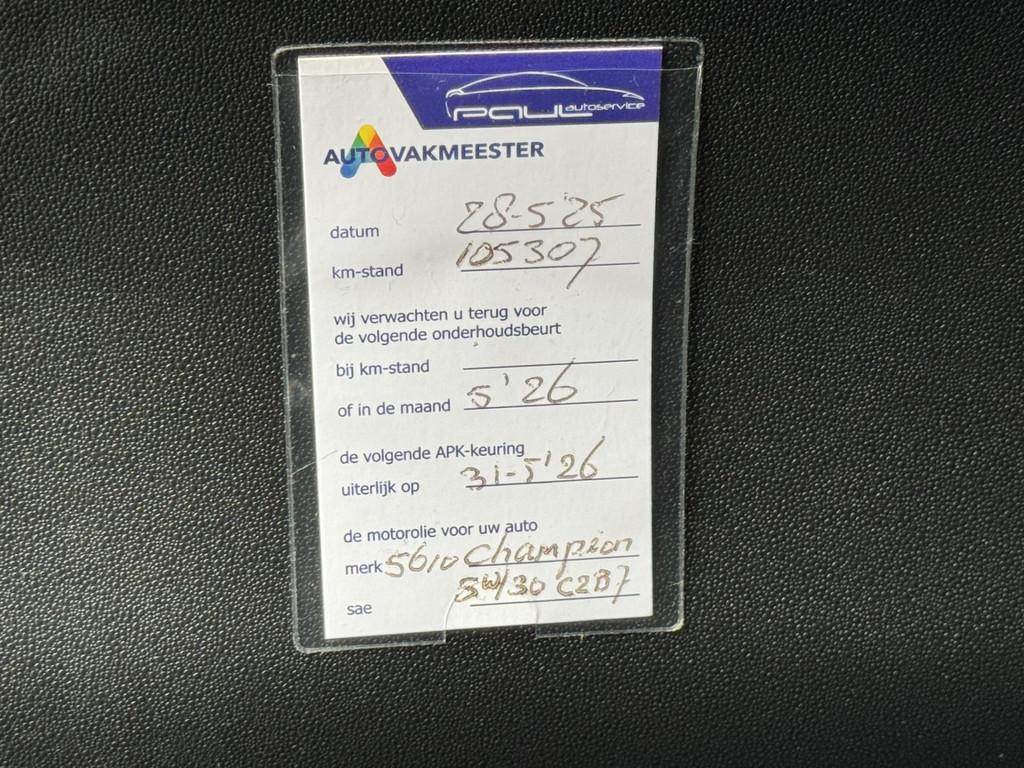 PAUL autoservice
AUTOVAKMEESTER
datum 28-5'25
km-stand 105307
wij verwachten u terug voor
de volgende onderhoudsbeurt
bij km-stand
of in de maand 5'26
de volgende APK-keuring
uiterlijk op 31-5'26
de motorolie voor uw auto
merk 5610 Champion
sae 5W/30 C2B7